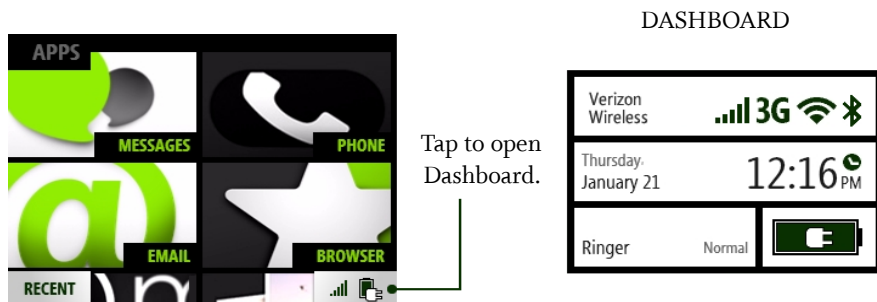 DASHBOARD
APPS
MESSAGES
PHONE
EMAIL
BROWSER
RECENT
Tap to open
Dashboard.
Verizon
Wireless
3G
Thursday,
January 21
12:16 PM
Ringer
Normal